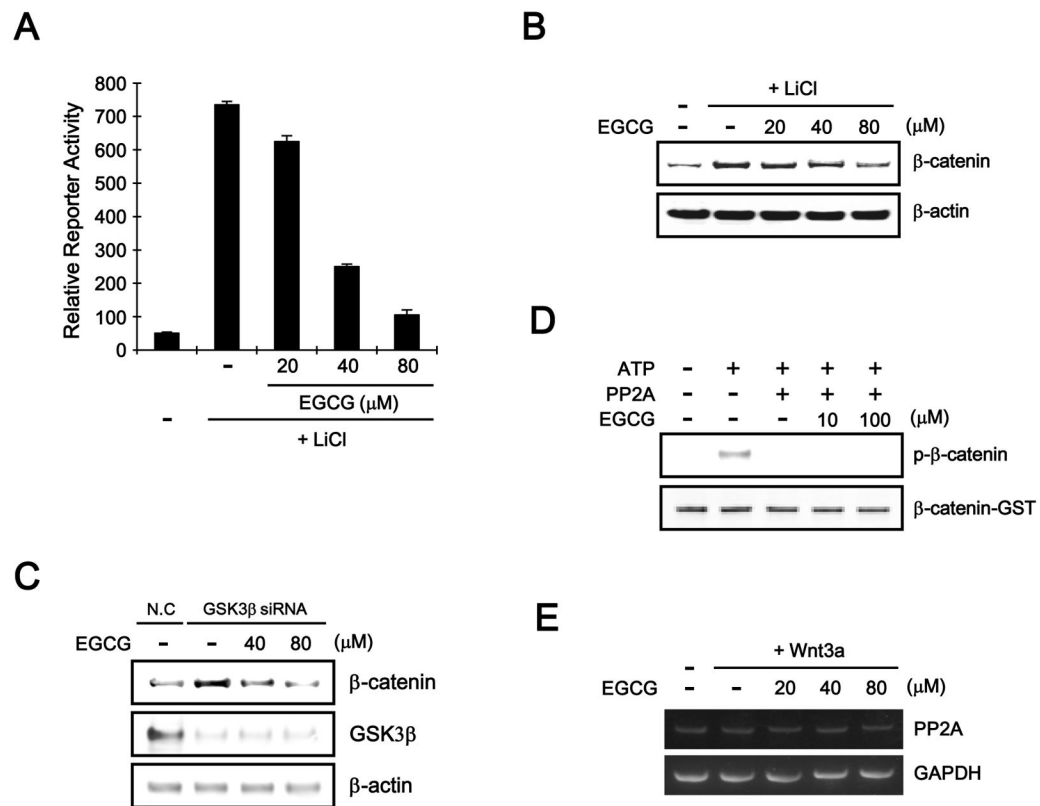 A
800
700
600
500
400
300
200
100
0
Relative Reporter Activity
– 20 40 80
EGCG (μM)
–
+ LiCl
B
+ LiCl
–
EGCG – – 20 40 80 (μM)
β-catenin
β-actin
C
N.C GSK3β siRNA
EGCG – – 40 80 (μM)
β-catenin
GSK3β
β-actin
D
ATP – + + + +
PP2A – – + + +
EGCG – – – 10 100 (μM)
p-β-catenin
β-catenin-GST
E
+ Wnt3a
–
EGCG – – 20 40 80 (μM)
PP2A
GAPDH